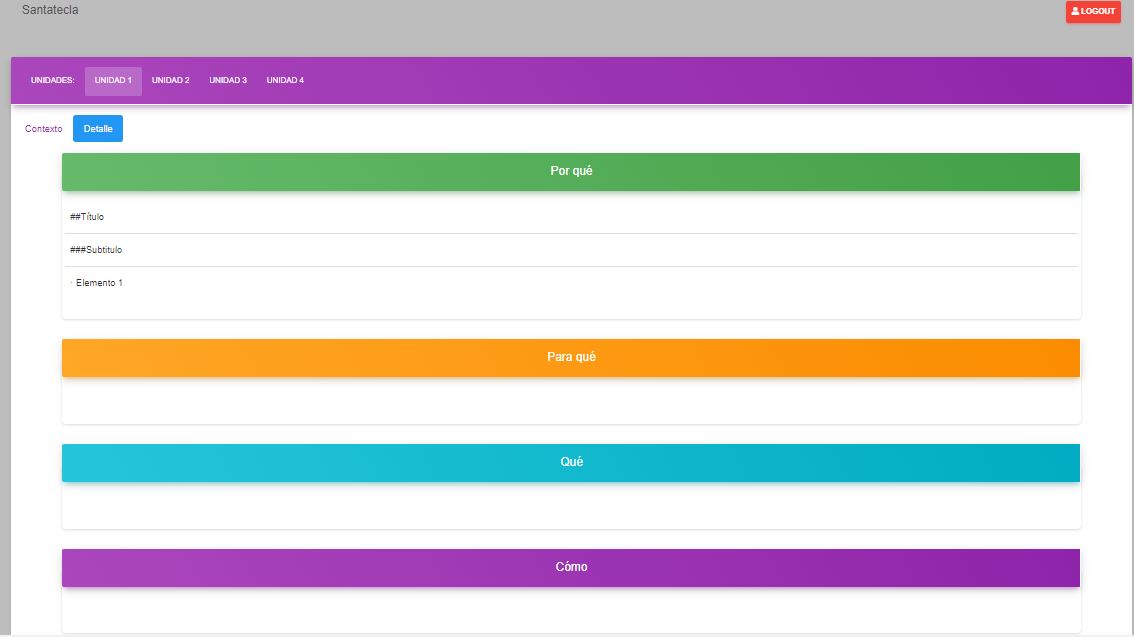 Santatecla
LOGOUT
UNIDADES: UNIDAD 1 UNIDAD 2 UNIDAD 3 UNIDAD 4
Contexto Detalle
Por qué
##Título
###Subtitulo
· Elemento 1
Para qué
Qué
Cómo